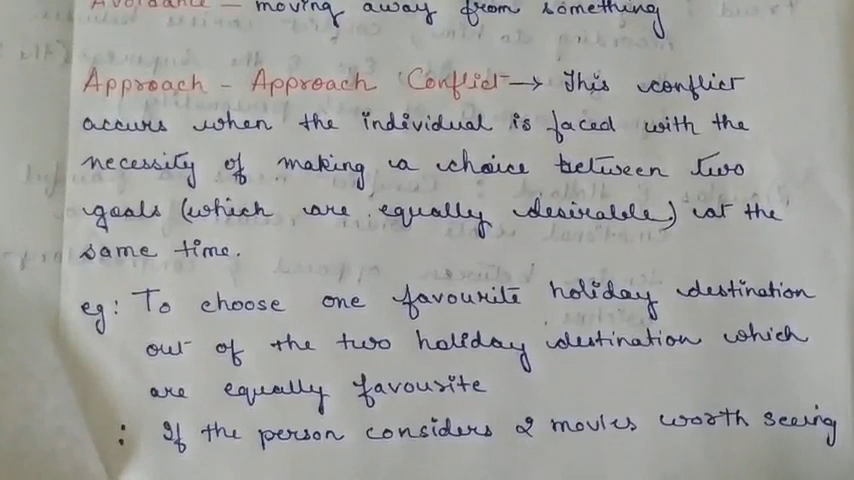 Avoidance - moving away from something
Approach - Approach Conflict → This conflict
occurs when the individual is faced with the
necessity of making a choice between two
goals (which are equally desirable) at the
same time.
eg: To choose one favourite holiday destination
out of the two holiday destination which
are equally favourite
: If the person considers 2 movies worth seeing